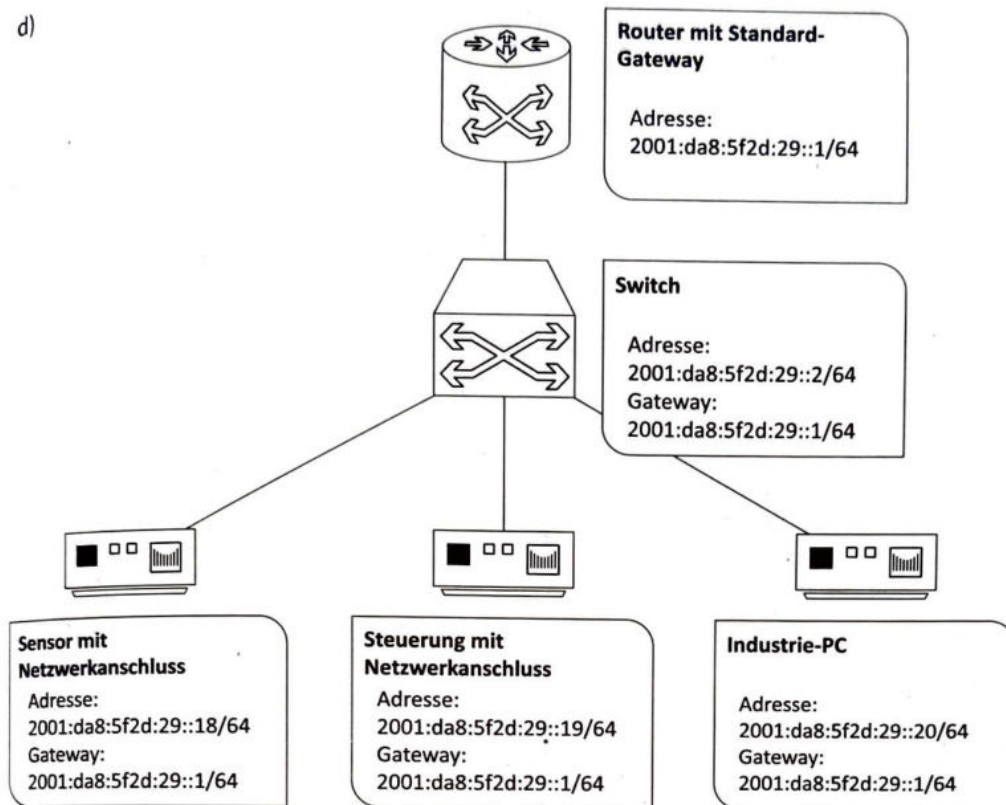 d)
Router mit Standard-
Gateway
Adresse:
2001:da8:5f2d:29::1/64
Switch
Adresse:
2001:da8:5f2d:29::2/64
Gateway:
2001:da8:5f2d:29::1/64
Sensor mit
Netzwerkanschluss
Adresse:
2001:da8:5f2d:29::18/64
Gateway:
2001:da8:5f2d:29::1/64
Steuerung mit
Netzwerkanschluss
Adresse:
2001:da8:5f2d:29::19/64
Gateway:
2001:da8:5f2d:29::1/64
Industrie-PC
Adresse:
2001:da8:5f2d:29::20/64
Gateway:
2001:da8:5f2d:29::1/64